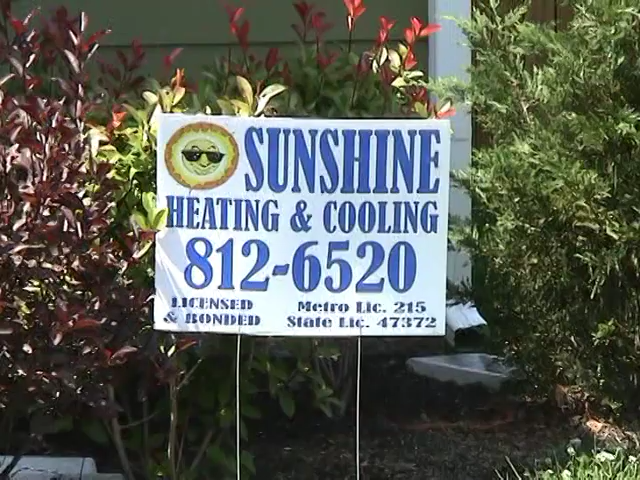 SUNSHINE
HEATING & COOLING
812-6520
LICENSED Metro Lic. 215
& BONDED State Lic. 47372